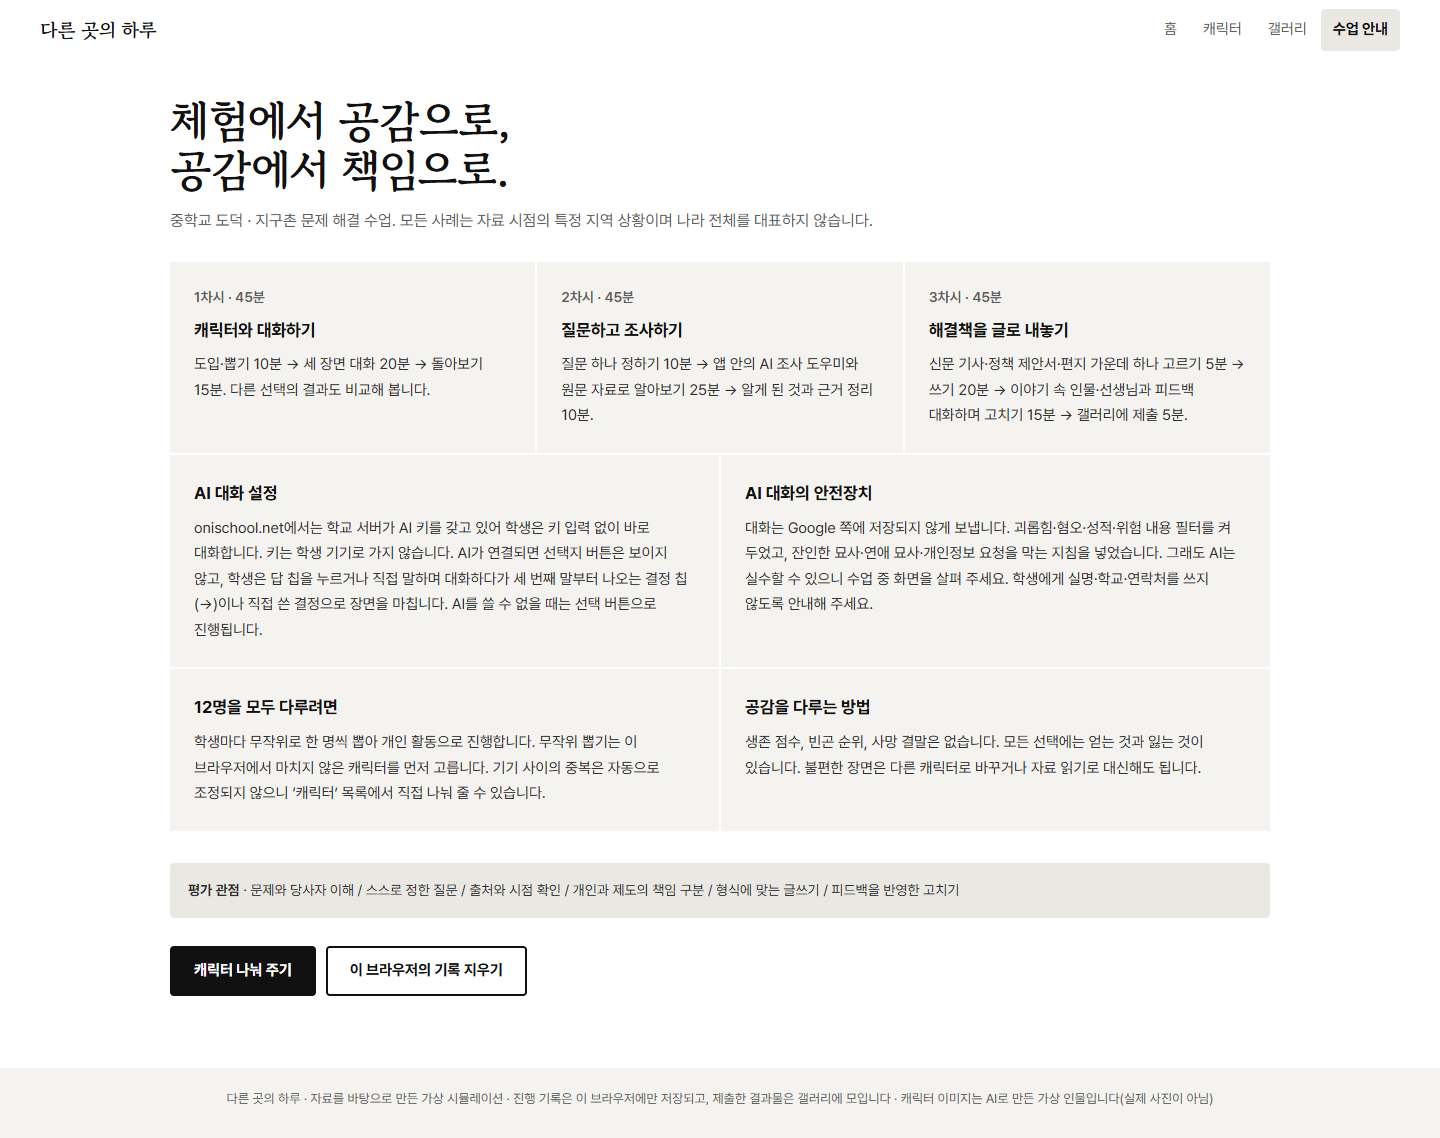 다른 곳의 하루
홈
캐릭터
갤러리
수업 안내
체험에서 공감으로,
공감에서 책임으로.
중학교 도덕 · 지구촌 문제 해결 수업. 모든 사례는 자료 시점의 특정 지역 상황이며 나라 전체를 대표하지 않습니다.
1차시 · 45분
캐릭터와 대화하기
도입·뽑기 10분 → 세 장면 대화 20분 → 돌아보기
15분. 다른 선택의 결과도 비교해 봅니다.
2차시 · 45분
질문하고 조사하기
질문 하나 정하기 10분 → 앱 안의 AI 조사 도우미와
원문 자료로 알아보기 25분 → 알게 된 것과 근거 정리
10분.
3차시 · 45분
해결책을 글로 내놓기
신문 기사·정책 제안서·편지 가운데 하나 고르기 5분 →
쓰기 20분 → 이야기 속 인물·선생님과 피드백
대화하며 고치기 15분 → 갤러리에 제출 5분.
AI 대화 설정
onischool.net에서는 학교 서버가 AI 키를 갖고 있어 학생은 키 입력 없이 바로
대화합니다. 키는 학생 기기로 가지 않습니다. AI가 연결되면 선택지 버튼은 보이지
않고, 학생은 답 칩을 누르거나 직접 말하며 대화하다가 세 번째 말부터 나오는 결정 칩
(→)이나 직접 쓴 결정으로 장면을 마칩니다. AI를 쓸 수 없을 때는 선택 버튼으로
진행됩니다.
AI 대화의 안전장치
대화는 Google 쪽에 저장되지 않게 보냅니다. 괴롭힘·혐오·성적·위험 내용 필터를 켜
두었고, 잔인한 묘사·연애 묘사·개인정보 요청을 막는 지침을 넣었습니다. 그래도 AI는
실수할 수 있으니 수업 중 화면을 살펴 주세요. 학생에게 실명·학교·연락처를 쓰지
않도록 안내해 주세요.
12명을 모두 다루려면
학생마다 무작위로 한 명씩 뽑아 개인 활동으로 진행합니다. 무작위 뽑기는 이
브라우저에서 마치지 않은 캐릭터를 먼저 고릅니다. 기기 사이의 중복은 자동으로
조정되지 않으니 ‘캐릭터’ 목록에서 직접 나눠 줄 수 있습니다.
공감을 다루는 방법
생존 점수, 빈곤 순위, 사망 결말은 없습니다. 모든 선택에는 얻는 것과 잃는 것이
있습니다. 불편한 장면은 다른 캐릭터로 바꾸거나 자료 읽기로 대신해도 됩니다.
평가 관점 · 문제와 당사자 이해 / 스스로 정한 질문 / 출처와 시점 확인 / 개인과 제도의 책임 구분 / 형식에 맞는 글쓰기 / 피드백을 반영한 고치기
캐릭터 나눠 주기
이 브라우저의 기록 지우기
다른 곳의 하루 · 자료를 바탕으로 만든 가상 시뮬레이션 · 진행 기록은 이 브라우저에만 저장되고, 제출한 결과물은 갤러리에 모입니다 · 캐릭터 이미지는 AI로 만든 가상 인물입니다(실제 사진이 아님)